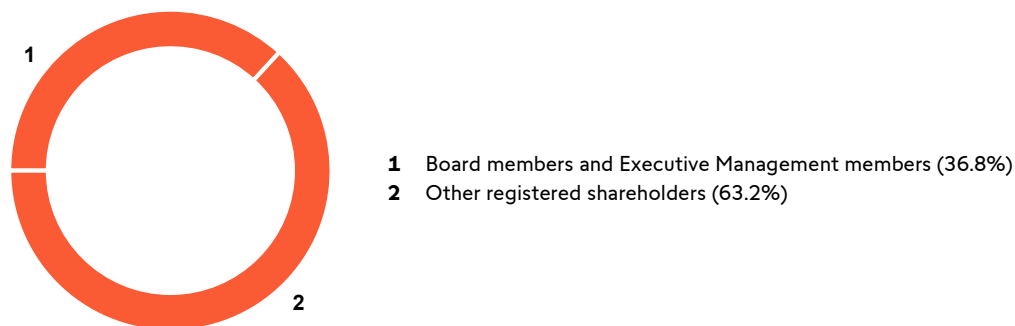 1
1 Board members and Executive Management members (36.8%)
2 Other registered shareholders (63.2%)
2